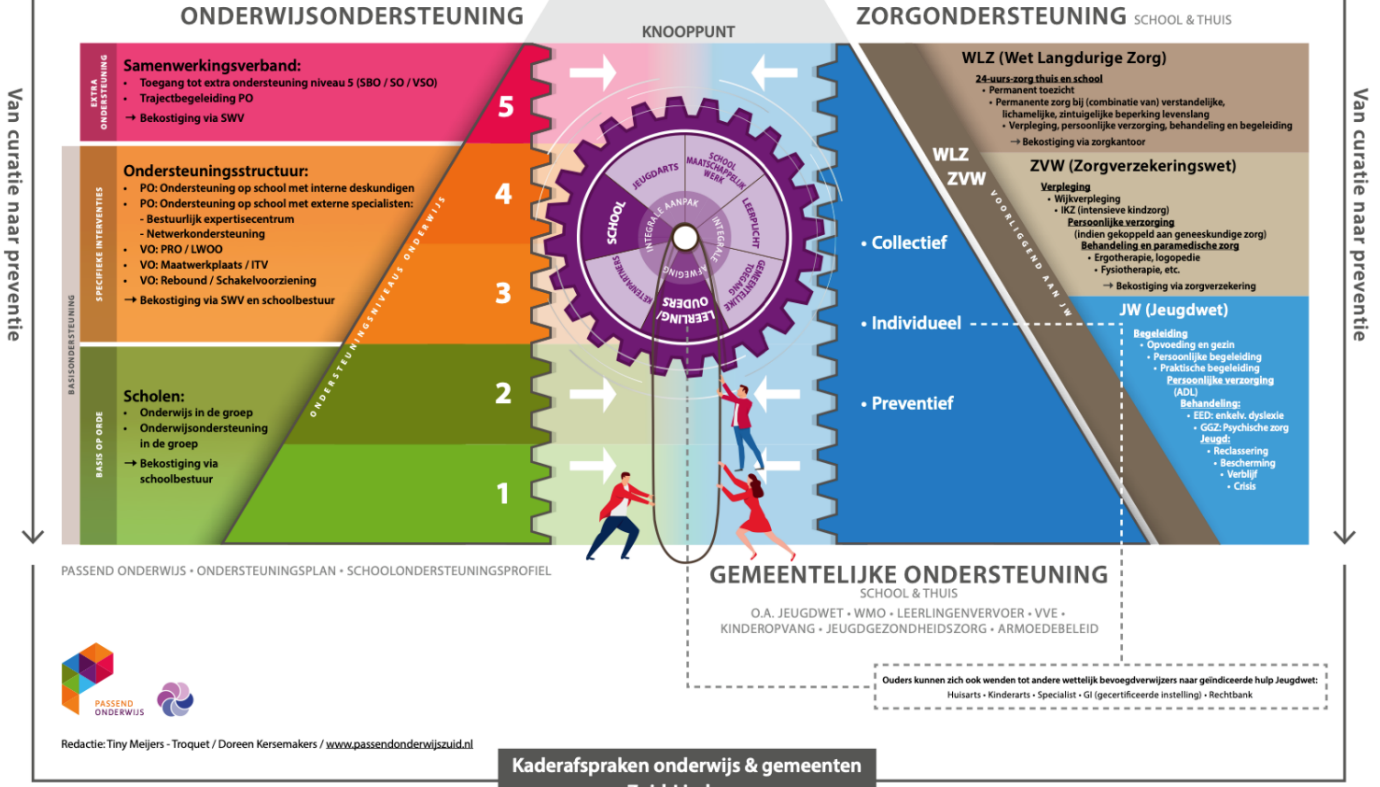 ONDERWIJSONDERSTEUNING
KNOOPPUNT
ZORGONDERSTEUNING SCHOOL & THUIS
Van curatie naar preventie
EXTRA
ONDERSTEUNING
Samenwerkingsverband:
• Toegang tot extra ondersteuning niveau 5 (SBO / SO / VSO)
• Trajectbegeleiding PO
→ Bekostiging via SWV
BASISONDERSTEUNING
SPECIFIEKE INTERVENTIES
Ondersteuningsstructuur:
• PO: Ondersteuning op school met interne deskundigen
• PO: Ondersteuning op school met externe specialisten:
- Bestuurlijk expertisecentrum
- Netwerkondersteuning
• VO: PRO / LWOO
• VO: Maatwerkplaats / ITV
• VO: Rebound / Schakelvoorziening
→ Bekostiging via SWV en schoolbestuur
BASIS OP ORDE
Scholen:
• Onderwijs in de groep
• Onderwijsondersteuning
in de groep
→ Bekostiging via
schoolbestuur
ONDERSTEUNINGSNIVEAUS ONDERWIJS
5
4
3
2
1
JEUGDARTS
SCHOOL
MAATSCHAPPELIJK
WERK
LEERPLICHT
GEMEENTELIJKE
TOEGANG
LEERLING/
OUDERS
KETENPARTNERS
SCHOOL
INTEGRALE AANPAK
INTEGRALE
AFWEGING
• Collectief
• Individueel
• Preventief
WLZ
ZVW
VOORLIGGEND AAN JW
WLZ (Wet Langdurige Zorg)
24-uurs-zorg thuis en school
• Permanent toezicht
• Permanente zorg bij (combinatie van) verstandelijke,
lichamelijke, zintuigelijke beperking levenslang
• Verpleging, persoonlijke verzorging, behandeling en begeleiding
→ Bekostiging via zorgkantoor
ZVW (Zorgverzekeringswet)
Verpleging
• Wijkverpleging
• IKZ (intensieve kindzorg)
Persoonlijke verzorging
(indien gekoppeld aan geneeskundige zorg)
Behandeling en paramedische zorg
• Ergotherapie, logopedie
• Fysiotherapie, etc.
→ Bekostiging via zorgverzekering
JW (Jeugdwet)
Begeleiding
• Opvoeding en gezin
• Persoonlijke begeleiding
• Praktische begeleiding
Persoonlijke verzorging
(ADL)
Behandeling:
• EED: enkelv. dyslexie
• GGZ: Psychische zorg
Jeugd:
• Reclassering
• Bescherming
• Verblijf
• Crisis
Van curatie naar preventie
PASSEND ONDERWIJS • ONDERSTEUNINGSPLAN • SCHOOLONDERSTEUNINGSPROFIEL
GEMEENTELIJKE ONDERSTEUNING
SCHOOL & THUIS
O.A. JEUGDWET • WMO • LEERLINGENVERVOER • VVE •
KINDEROPVANG • JEUGDGEZONDHEIDSZORG • ARMOEDEBELEID
Ouders kunnen zich ook wenden tot andere wettelijk bevoegdverwijzers naar geïndiceerde hulp Jeugdwet:
Huisarts • Kinderarts • Specialist • GI (gecertificeerde instelling) • Rechtbank
PASSEND
ONDERWIJS
Redactie: Tiny Meijers - Troquet / Doreen Kersemakers / www.passendonderwijszuid.nl
Kaderafspraken onderwijs & gemeenten